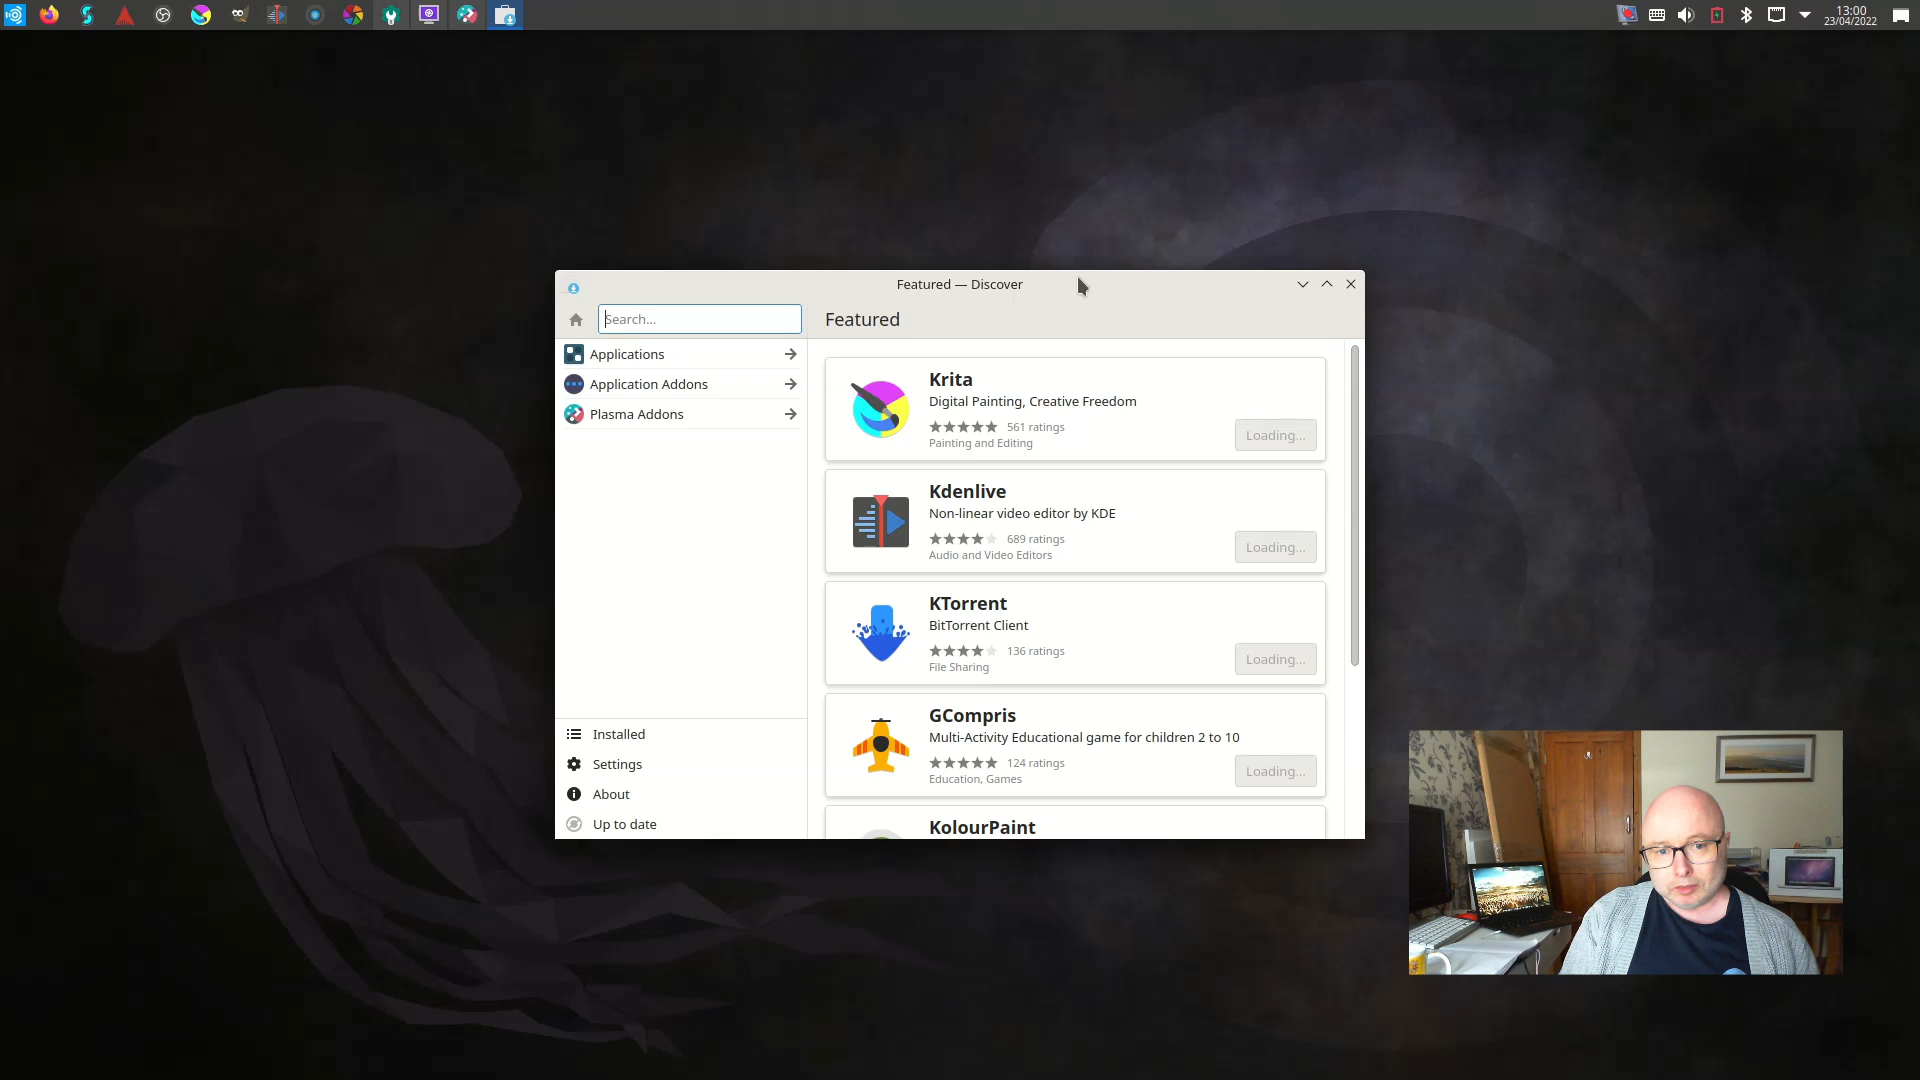 13:00
23/04/2022
Featured — Discover
Search...
Featured
Applications
Application Addons
Plasma Addons
Installed
Settings
About
Up to date
Krita
Digital Painting, Creative Freedom
561 ratings
Painting and Editing
Loading...
Kdenlive
Non-linear video editor by KDE
689 ratings
Audio and Video Editors
Loading...
KTorrent
BitTorrent Client
136 ratings
File Sharing
Loading...
GCompris
Multi-Activity Educational game for children 2 to 10
124 ratings
Education, Games
Loading...
KolourPaint